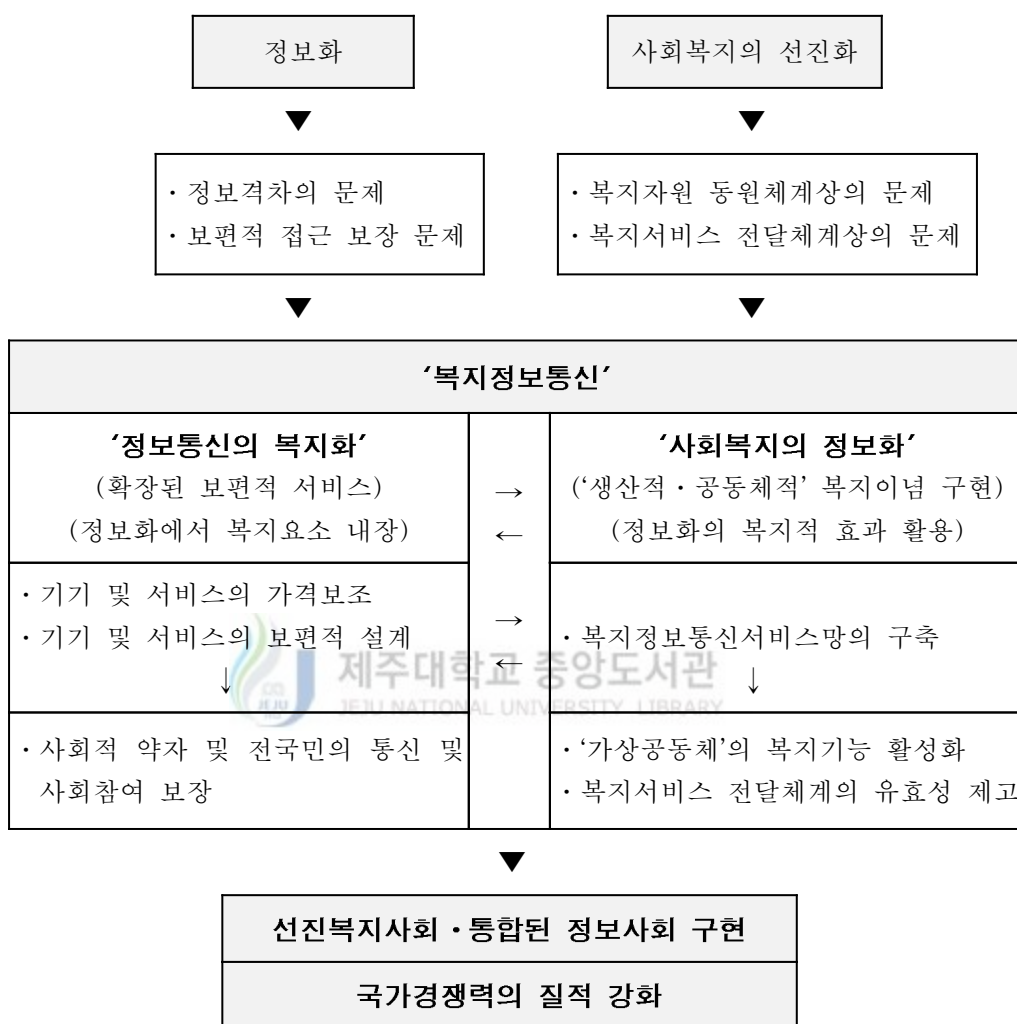 정보화
사회복지의 선진화
▼
▼
· 정보격차의 문제
· 보편적 접근 보장 문제
· 복지자원 동원체계상의 문제
· 복지서비스 전달체계상의 문제
▼
▼
‘복지정보통신’
‘정보통신의 복지화’
(확장된 보편적 서비스)
(정보화에서 복지요소 내장)
→
←
‘사회복지의 정보화’
(‘생산적·공동체적’ 복지이념 구현)
(정보화의 복지적 효과 활용)
· 기기 및 서비스의 가격보조
· 기기 및 서비스의 보편적 설계
↓
→
←
· 복지정보통신서비스망의 구축
↓
제주대학교 중앙도서관
JEJU NATIONAL UNIVERSITY LIBRARY
JEJU
· 사회적 약자 및 전국민의 통신 및
사회참여 보장
· ‘가상공동체’의 복지기능 활성화
· 복지서비스 전달체계의 유효성 제고
▼
선진복지사회·통합된 정보사회 구현
국가경쟁력의 질적 강화